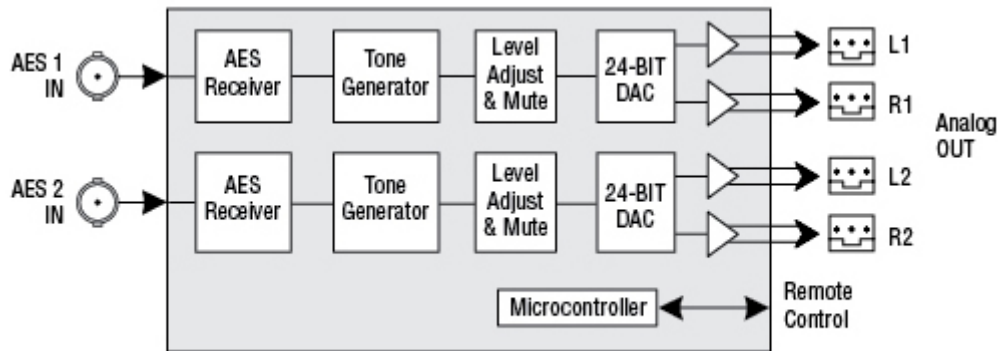 AES 1
IN
AES
Receiver
Tone
Generator
Level
Adjust
& Mute
24-BIT
DAC
L1
R1
Analog
OUT
AES 2
IN
AES
Receiver
Tone
Generator
Level
Adjust
& Mute
24-BIT
DAC
L2
R2
Microcontroller
Remote
Control